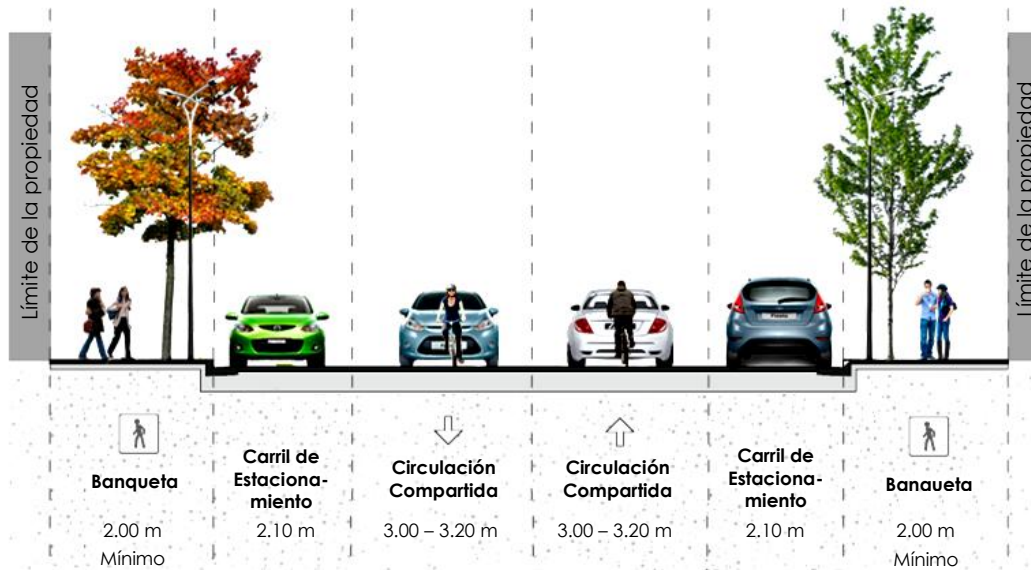 Límite de la propiedad
Límite de la propiedad
Banqueta
2.00 m
Mínimo
Carril de
Estaciona-
miento
2.10 m
Circulación
Compartida
3.00 – 3.20 m
Circulación
Compartida
3.00 – 3.20 m
Carril de
Estaciona-
miento
2.10 m
Banaueta
2.00 m
Mínimo